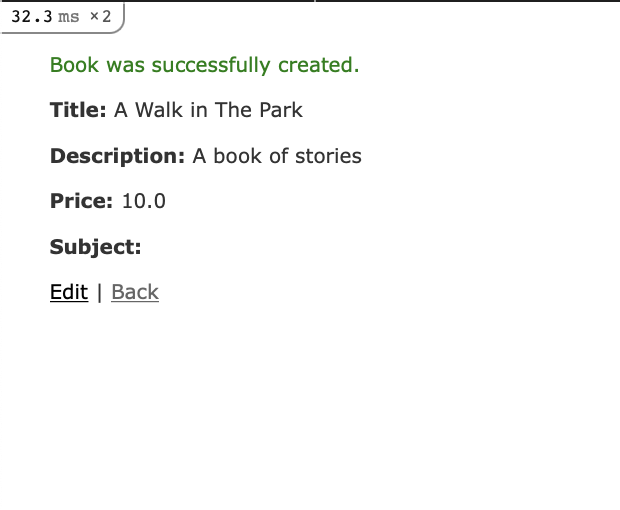 32.3 ms ×2
Book was successfully created.
Title: A Walk in The Park
Description: A book of stories
Price: 10.0
Subject:
Edit | Back